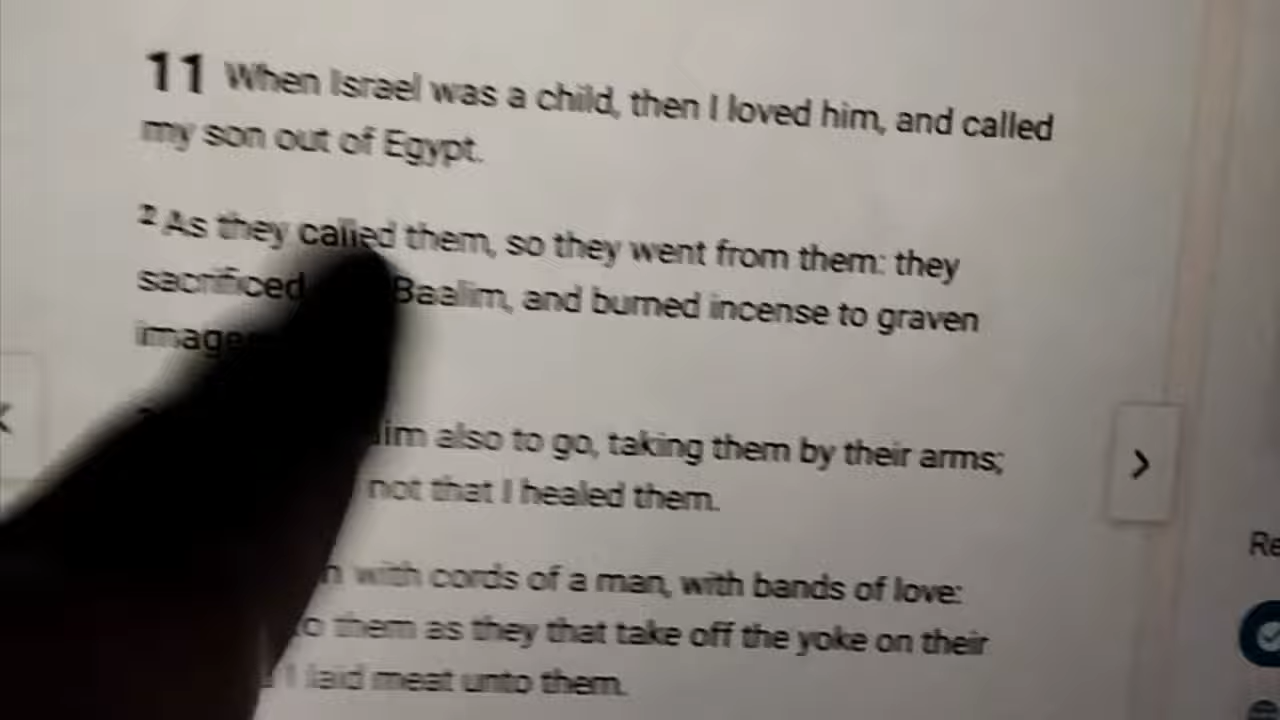 11 When Israel was a child, then I loved him, and called
my son out of Egypt.
2 As they called them, so they went from them: they
sacrificed Baalim, and burned incense to graven
also to go, taking them by their arms;
not that I healed them.
with cords of a man, with bands of love:
them as they that take off the yoke on their
I laid meat unto them.